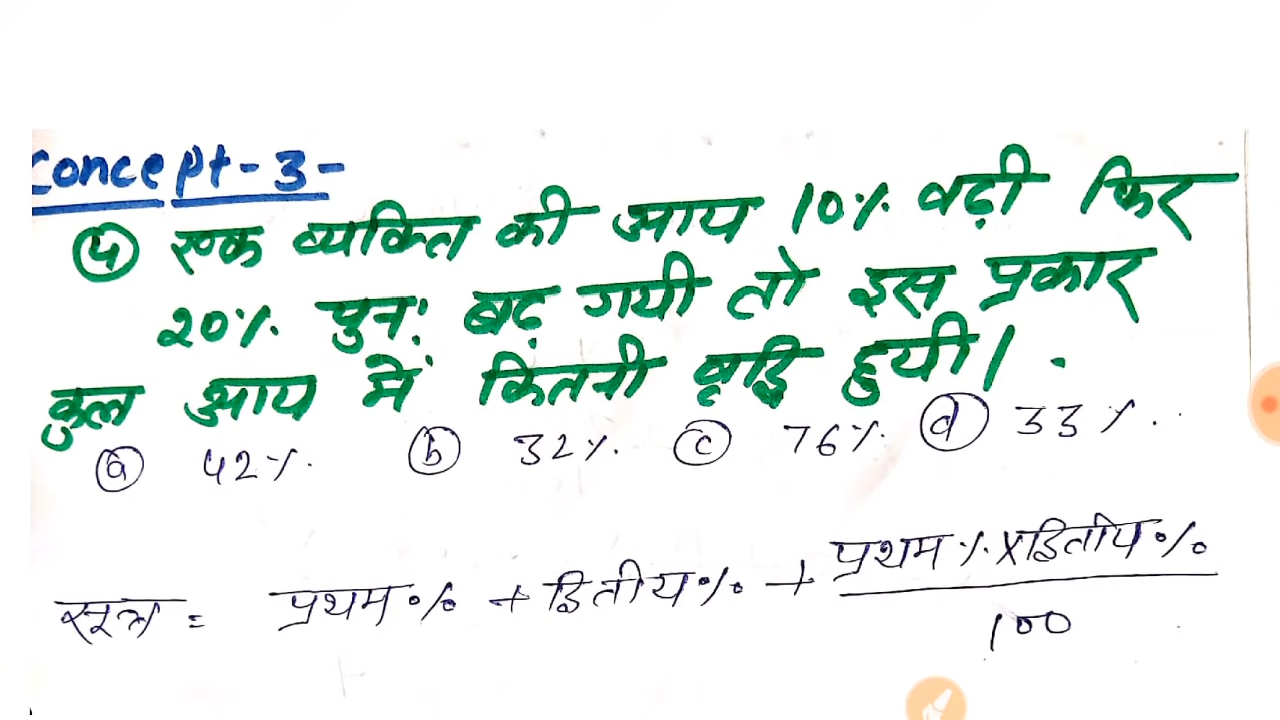 Concept-3-
५ एक व्यक्ति की आय 10% बढ़ी फिर
20% पुनः बढ़ गयी तो इस प्रकार
कुल आय में कितनी वृद्धि हुयी।.
a 42%. b 32%. c 76%. d 33%.
सूत्र = प्रथम% + द्वितीय% + प्रथम% x द्वितीय%
100